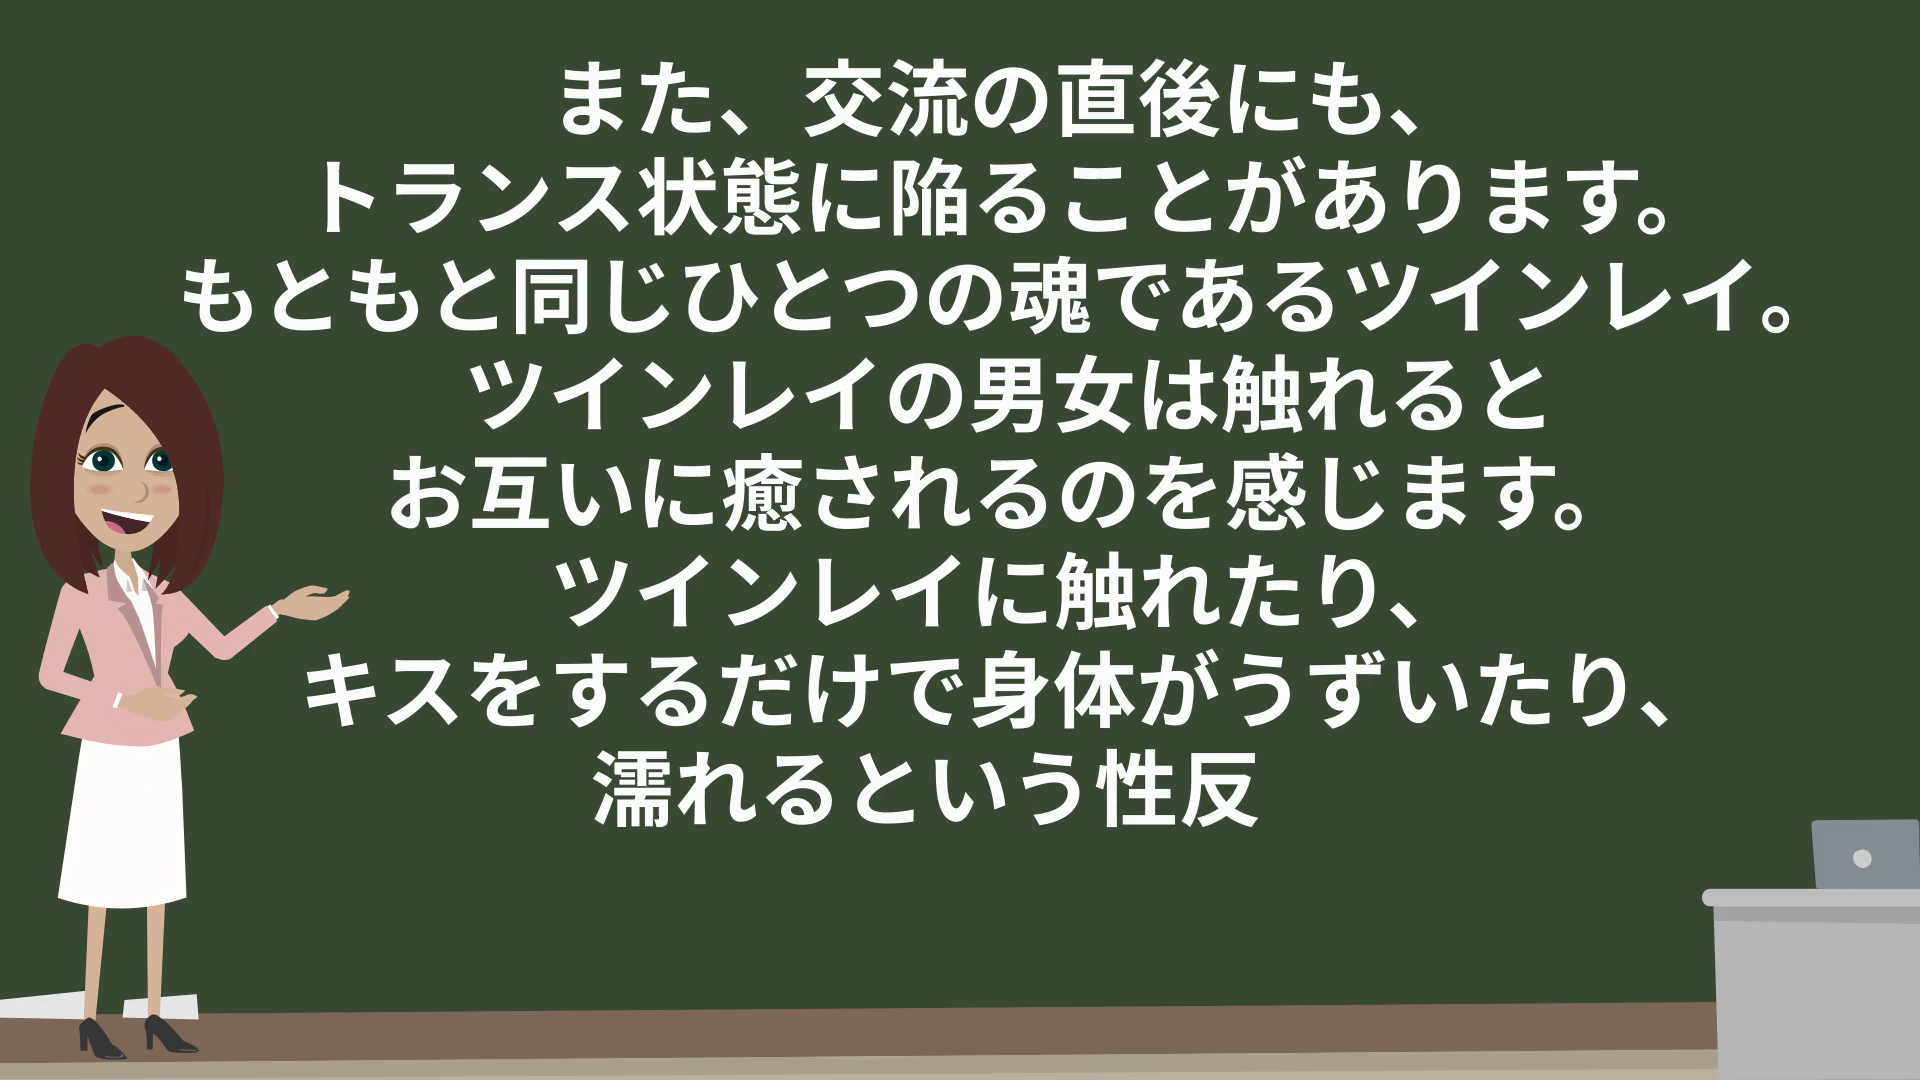 また、交流の直後にも、
トランス状態に陥ることがあります。
もともと同じひとつの魂であるツインレイ。
ツインレイの男女は触れると
お互いに癒されるのを感じます。
ツインレイに触れたり、
キスをするだけで身体がうずいたり、
濡れるという性反